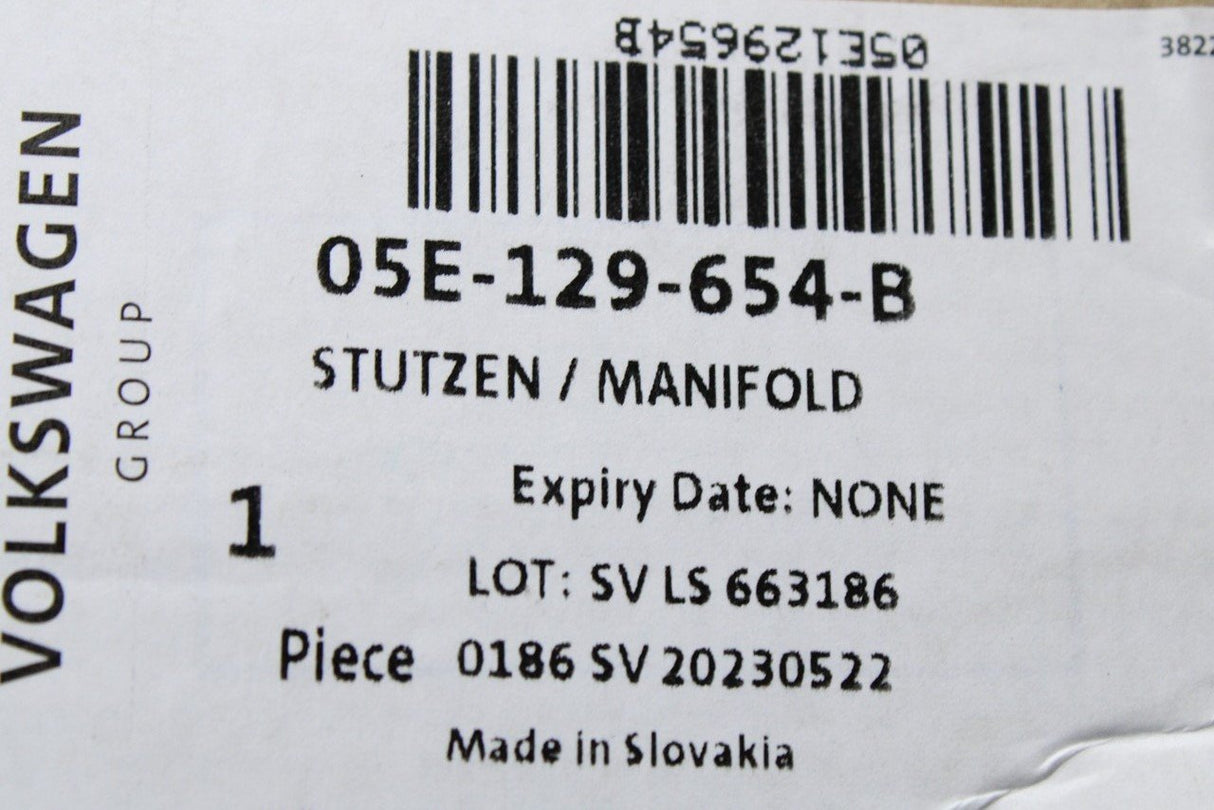 05E129654B
3822
VOLKSWAGEN
GROUP
05E-129-654-B
STUTZEN / MANIFOLD
Expiry Date: NONE
1
LOT: SV LS 663186
Piece 0186 SV 20230522
Made in Slovakia